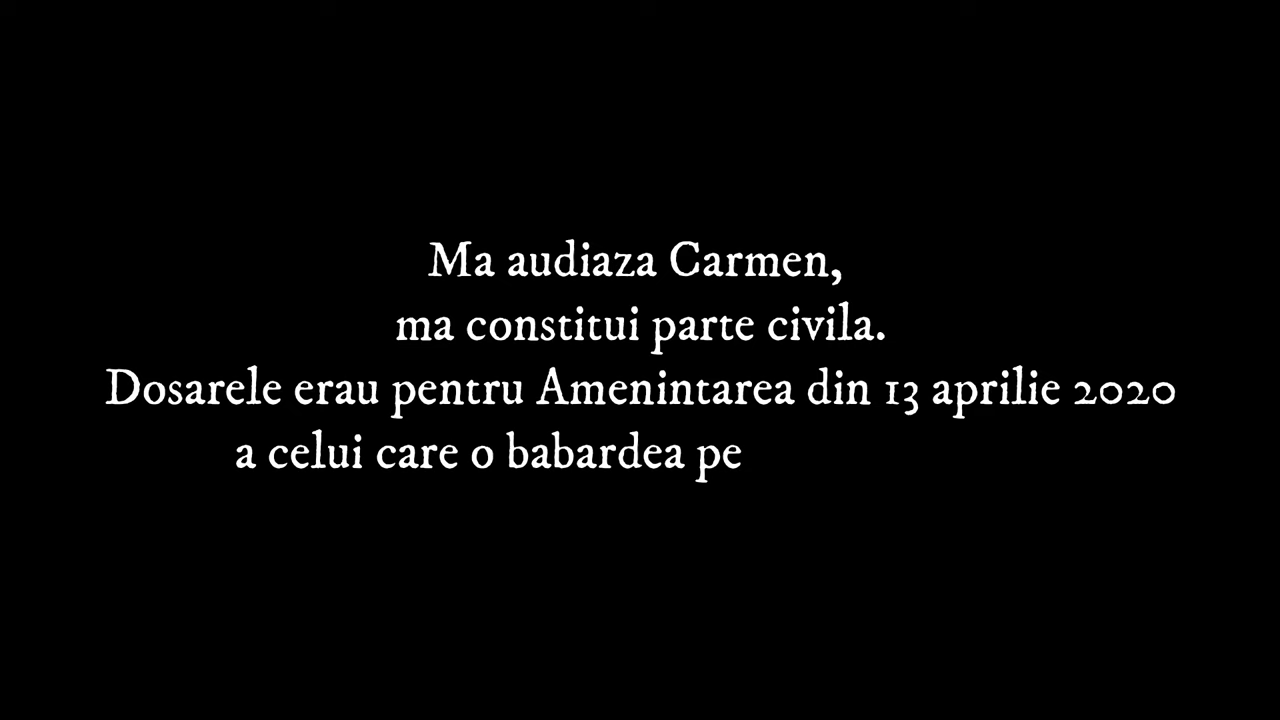 Ma audiaza Carmen,
ma constitui parte civila.
Dosarele erau pentru Amenintarea din 13 aprilie 2020
a celui care o babardea pe